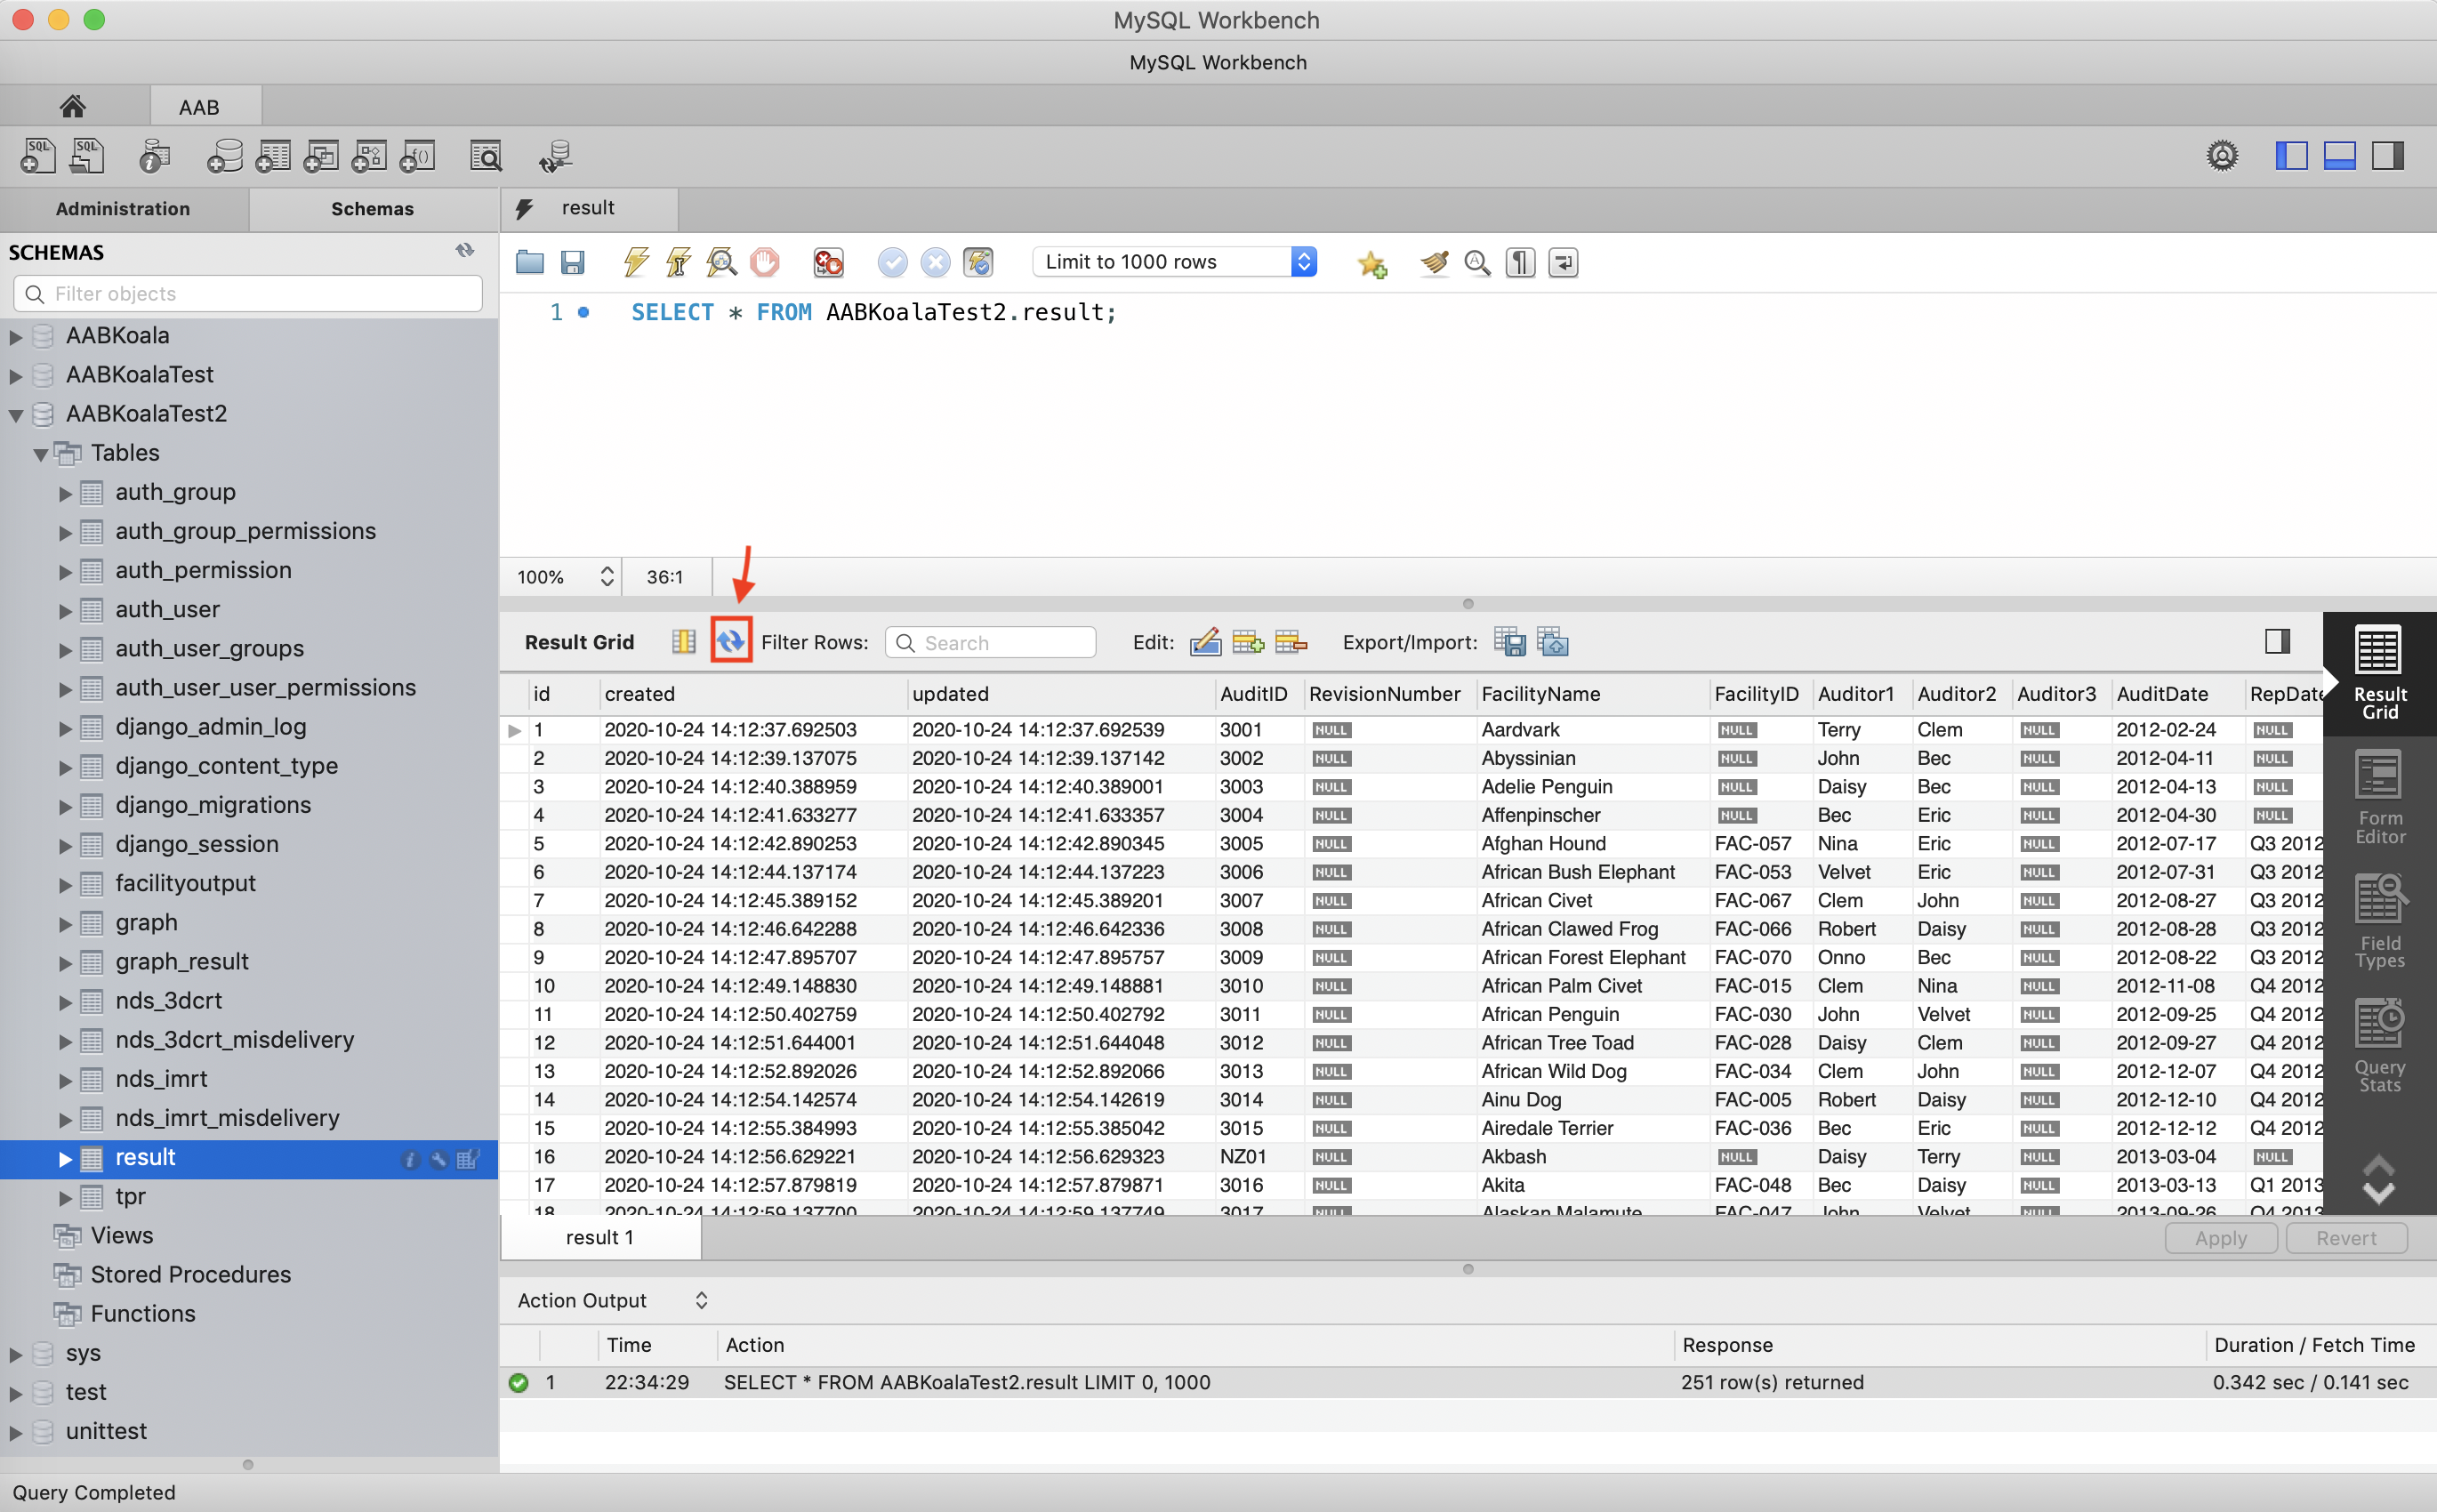 MySQL Workbench
MySQL Workbench
AAB
Administration Schemas result
SCHEMAS
Filter objects
Limit to 1000 rows
1 SELECT * FROM AABKoalaTest2.result;
AABKoala
AABKoalaTest
AABKoalaTest2
Tables
auth_group
auth_group_permissions
auth_permission
auth_user
auth_user_groups
auth_user_user_permissions
django_admin_log
django_content_type
django_migrations
django_session
facilityoutput
graph
graph_result
nds_3dcrt
nds_3dcrt_misdelivery
nds_imrt
nds_imrt_misdelivery
result
tpr
Views
Stored Procedures
Functions
sys
test
unittest
100% 36:1
Result Grid Filter Rows: Search Edit: Export/Import:
id created updated AuditID RevisionNumber FacilityName FacilityID Auditor1 Auditor2 Auditor3 AuditDate RepDate
1 2020-10-24 14:12:37.692503 2020-10-24 14:12:37.692539 3001 NULL Aardvark NULL Terry Clem NULL 2012-02-24 NULL
2 2020-10-24 14:12:39.137075 2020-10-24 14:12:39.137142 3002 NULL Abyssinian NULL John Bec NULL 2012-04-11 NULL
3 2020-10-24 14:12:40.388959 2020-10-24 14:12:40.389001 3003 NULL Adelie Penguin NULL Daisy Bec NULL 2012-04-13 NULL
4 2020-10-24 14:12:41.633277 2020-10-24 14:12:41.633357 3004 NULL Affenpinscher NULL Bec Eric NULL 2012-04-30 NULL
5 2020-10-24 14:12:42.890253 2020-10-24 14:12:42.890345 3005 NULL Afghan Hound FAC-057 Nina Eric NULL 2012-07-17 Q3 2012
6 2020-10-24 14:12:44.137174 2020-10-24 14:12:44.137223 3006 NULL African Bush Elephant FAC-053 Velvet Eric NULL 2012-07-31 Q3 2012
7 2020-10-24 14:12:45.389152 2020-10-24 14:12:45.389201 3007 NULL African Civet FAC-067 Clem John NULL 2012-08-27 Q3 2012
8 2020-10-24 14:12:46.642288 2020-10-24 14:12:46.642336 3008 NULL African Clawed Frog FAC-066 Robert Daisy NULL 2012-08-28 Q3 2012
9 2020-10-24 14:12:47.895707 2020-10-24 14:12:47.895757 3009 NULL African Forest Elephant FAC-070 Onno Bec NULL 2012-08-22 Q3 2012
10 2020-10-24 14:12:49.148830 2020-10-24 14:12:49.148881 3010 NULL African Palm Civet FAC-015 Clem Nina NULL 2012-11-08 Q4 2012
11 2020-10-24 14:12:50.402759 2020-10-24 14:12:50.402792 3011 NULL African Penguin FAC-030 John Velvet NULL 2012-09-25 Q4 2012
12 2020-10-24 14:12:51.644001 2020-10-24 14:12:51.644048 3012 NULL African Tree Toad FAC-028 Daisy Clem NULL 2012-09-27 Q4 2012
13 2020-10-24 14:12:52.892026 2020-10-24 14:12:52.892066 3013 NULL African Wild Dog FAC-034 Clem John NULL 2012-12-07 Q4 2012
14 2020-10-24 14:12:54.142574 2020-10-24 14:12:54.142619 3014 NULL Ainu Dog FAC-005 Robert Daisy NULL 2012-12-10 Q4 2012
15 2020-10-24 14:12:55.384993 2020-10-24 14:12:55.385042 3015 NULL Airedale Terrier FAC-036 Bec Eric NULL 2012-12-12 Q4 2012
16 2020-10-24 14:12:56.629221 2020-10-24 14:12:56.629323 NZ01 NULL Akbash NULL Daisy Terry NULL 2013-03-04 NULL
17 2020-10-24 14:12:57.879819 2020-10-24 14:12:57.879871 3016 NULL Akita FAC-048 Bec Daisy NULL 2013-03-13 Q1 2013
18 2020-10-24 14:12:59.137700 2020-10-24 14:12:59.137749 3017 NULL Alaskan Malamute FAC-047 John Velvet NULL 2013-09-26 Q4 2013
Result
Grid
Form
Editor
Field
Types
Query
Stats
result 1 Apply Revert
Action Output
Time Action Response Duration / Fetch Time
1 22:34:29 SELECT * FROM AABKoalaTest2.result LIMIT 0, 1000 251 row(s) returned 0.342 sec / 0.141 sec
Query Completed